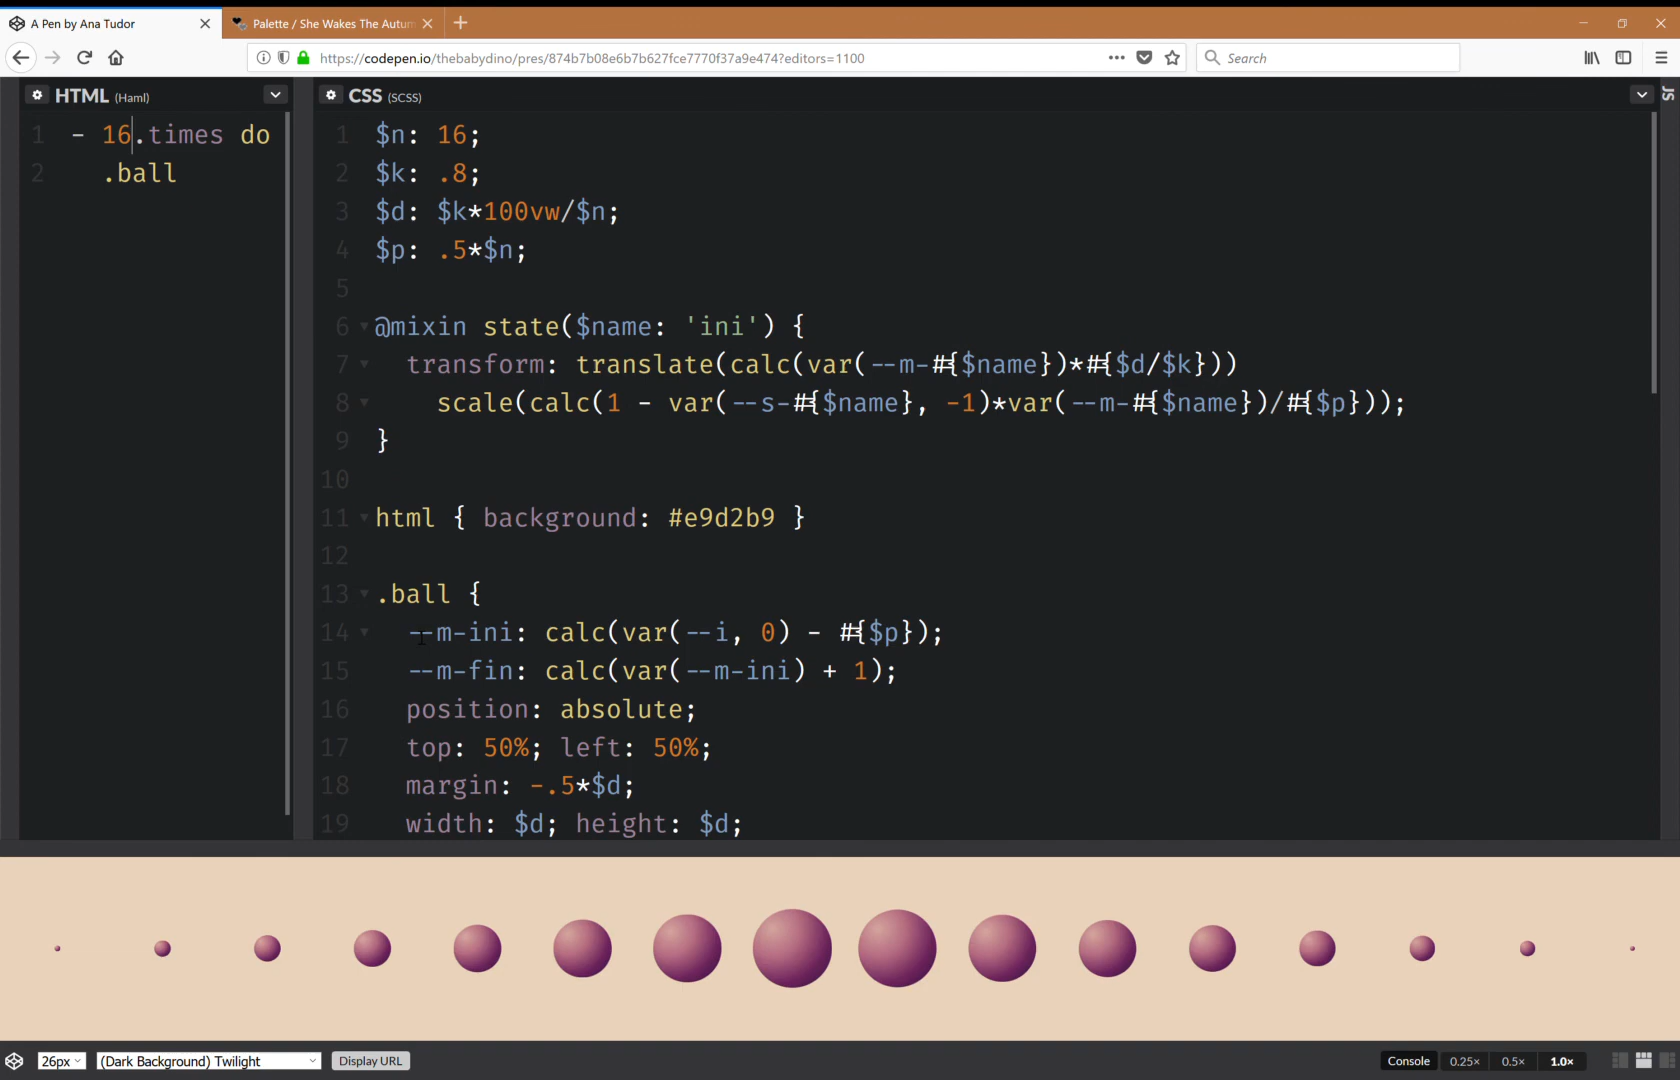 A Pen by Ana Tudor
Palette / She Wakes The Autum
https://codepen.io/thebabydino/pres/874b7b08e6b7b627fce7770f37a9e474?editors=1100
Search
HTML (Haml)
1 - 16.times do
2 .ball
CSS (SCSS)
JS
1 $n: 16;
2 $k: .8;
3 $d: $k*100vw/$n;
4 $p: .5*$n;
5
6 @mixin state($name: 'ini') {
7 transform: translate(calc(var(--m-#{$name})*#{$d/$k}))
8 scale(calc(1 - var(--s-#{$name}, -1)*var(--m-#{$name})/#{$p}));
9 }
10
11 html { background: #e9d2b9 }
12
13 .ball {
14 --m-ini: calc(var(--i, 0) - #{$p});
15 --m-fin: calc(var(--m-ini) + 1);
16 position: absolute;
17 top: 50%; left: 50%;
18 margin: -.5*$d;
19 width: $d; height: $d;
26px
(Dark Background) Twilight
Display URL
Console
0.25×
0.5×
1.0×